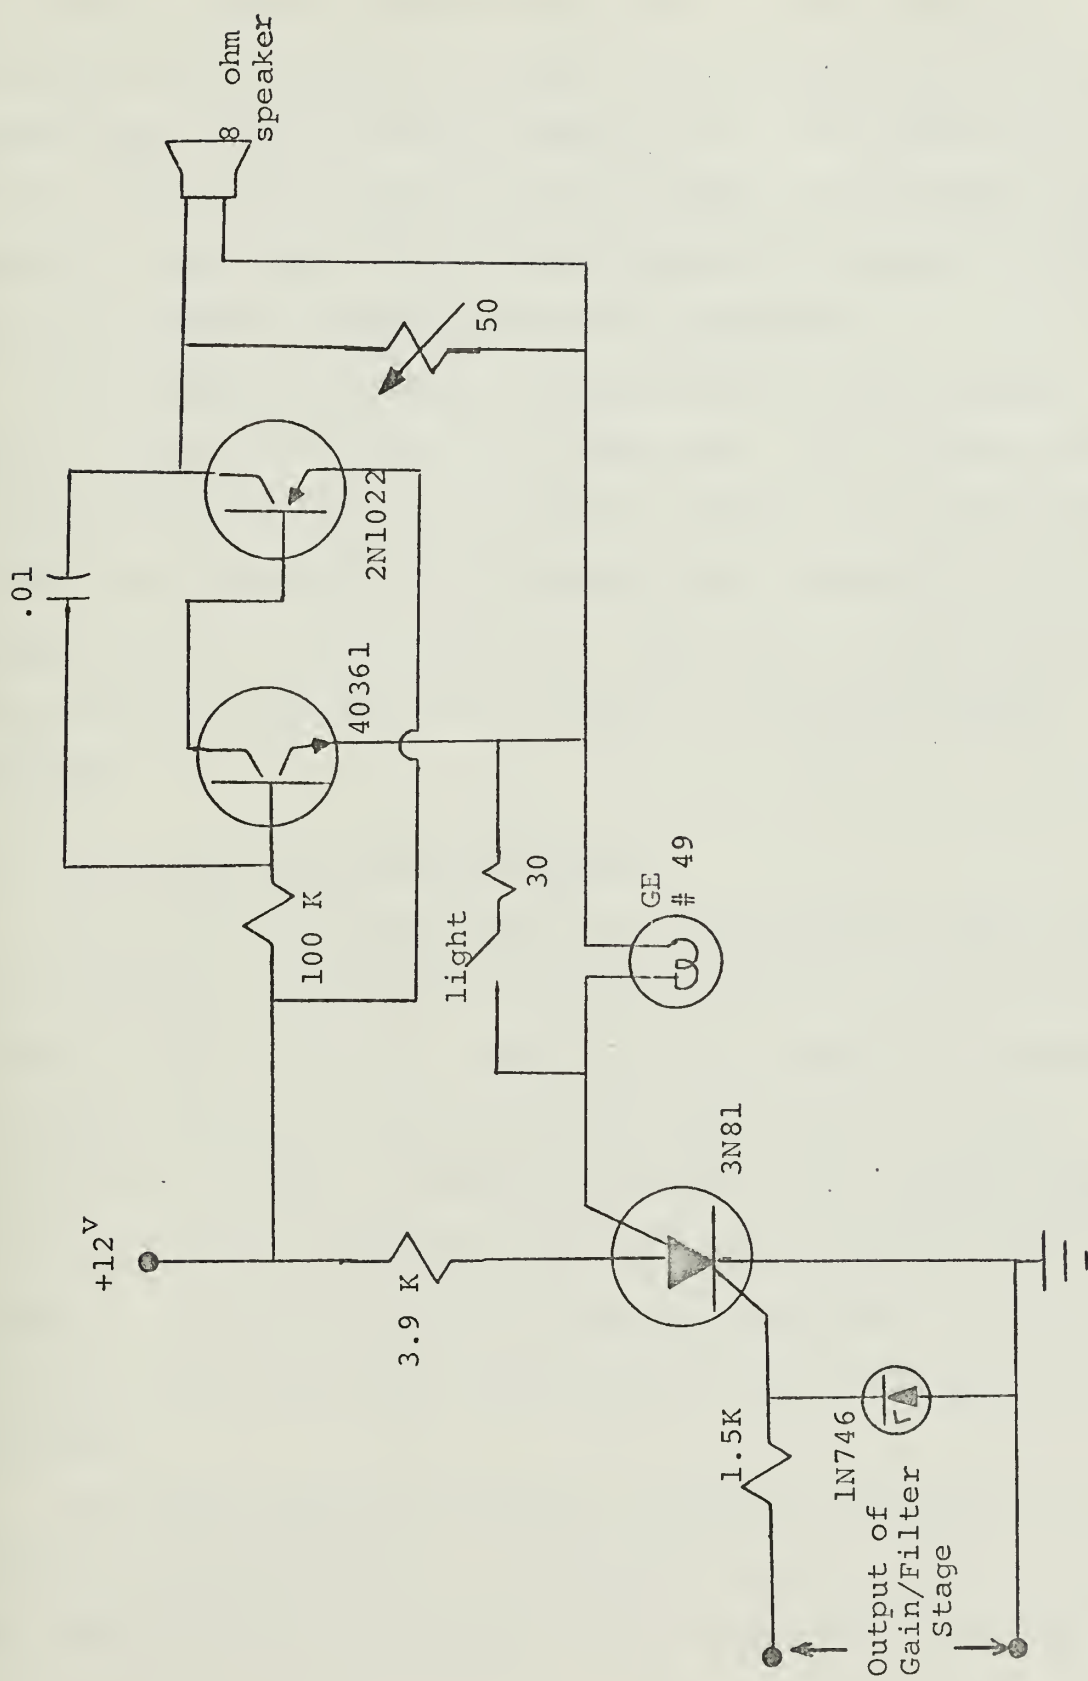 .01
8 ohm
speaker
+12V
100 K
40361
2N1022
50
light
30
3.9 K
GE
# 49
3N81
1.5K
1N746
Output of
Gain/Filter
Stage